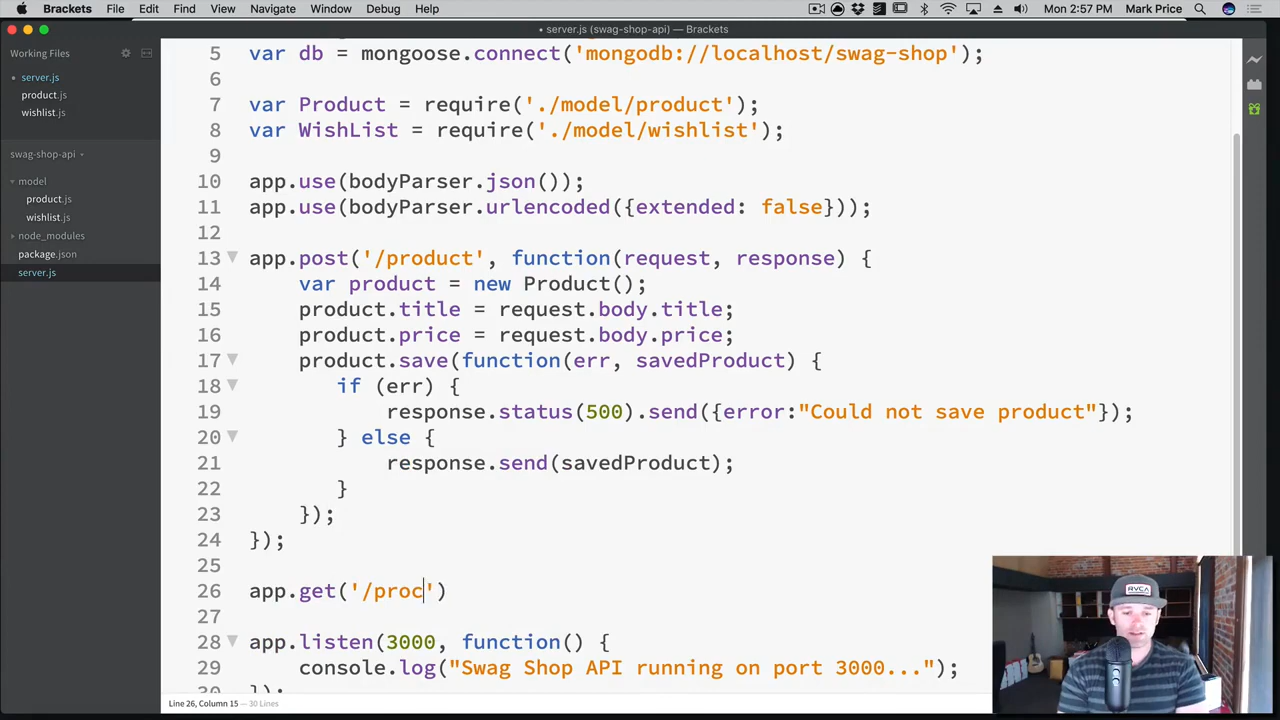 Brackets File Edit Find View Navigate Window Debug Help Mon 2:57 PM Mark Price
• server.js (swag-shop-api) — Brackets
Working Files
• server.js
product.js
wishlist.js
swag-shop-api
model
product.js
wishlist.js
node_modules
package.json
server.js
5 var db = mongoose.connect('mongodb://localhost/swag-shop');
6
7 var Product = require('./model/product');
8 var WishList = require('./model/wishlist');
9
10 app.use(bodyParser.json());
11 app.use(bodyParser.urlencoded({extended: false}));
12
13 app.post('/product', function(request, response) {
14 var product = new Product();
15 product.title = request.body.title;
16 product.price = request.body.price;
17 product.save(function(err, savedProduct) {
18 if (err) {
19 response.status(500).send({error:"Could not save product"});
20 } else {
21 response.send(savedProduct);
22 }
23 });
24 });
25
26 app.get('/proc')
27
28 app.listen(3000, function() {
29 console.log("Swag Shop API running on port 3000...");
30 });
RVCA
Line 26, Column 15 — 30 Lines